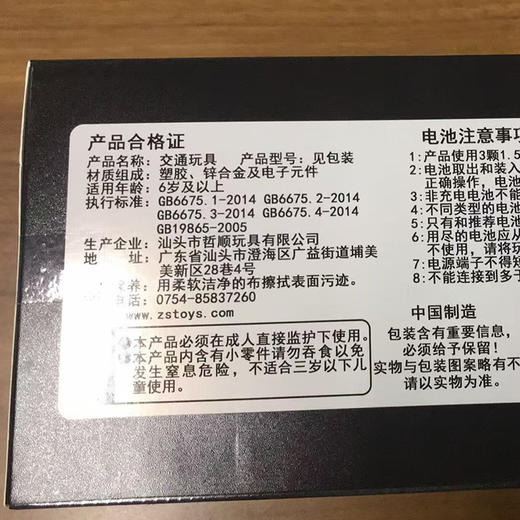 产品合格证
产品名称：交通玩具 产品型号：见包装
材质组成：塑胶、锌合金及电子元件
适用年龄：6岁及以上
执行标准：GB6675.1-2014 GB6675.2-2014
GB6675.3-2014 GB6675.4-2014
GB19865-2005
生产企业：汕头市哲顺玩具有限公司
地 址：广东省汕头市澄海区广益街道埔美
美新区28巷4号
养：用柔软洁净的布擦拭表面污迹。
电话：0754-85837260
www.zstoys.com
本产品必须在成人直接监护下使用。
本产品内含有小零件请勿吞食以免
发生窒息危险，不适合三岁以下儿
童使用。
电池注意事项
1：产品使用3颗1.5
2：电池取出和装入
正确操作，电池
3：非充电电池不能
4：不同类型的电池
5：只有和推荐电池
6：用尽的电池应从
不使用，请将玩
7：电源端子不得短
8：不能连接到多于
中国制造
包装含有重要信息，
必须给予保留！
实物与包装图案略有不
请以实物为准。